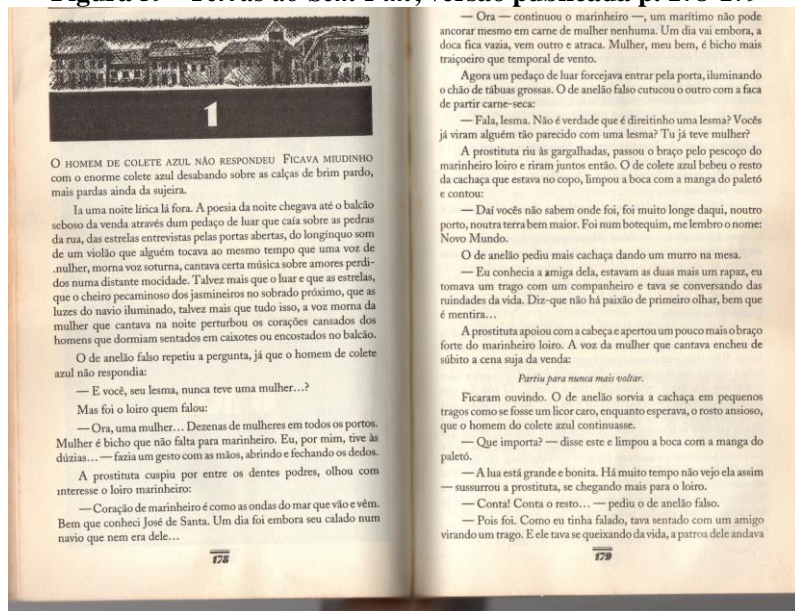 Figura 59 – Terras do Sem Fim, versão publicada p. 178-179
1
O HOMEM DE COLETE AZUL NÃO RESPONDEU FICAVA MIUDINHO
com o enorme colete azul desabando sobre as calças de brim pardo,
mais pardas ainda da sujeira.
Ia uma noite lírica lá fora. A poesia da noite chegava até o balcão
seboso da venda através dum pedaço de luar que caía sobre as pedras
da rua, das estrelas entrevistas pelas portas abertas, do longínquo som
de um violão que alguém tocava ao mesmo tempo que uma voz de
.nulher, morna voz soturna, cantava certa música sobre amores perdi-
dos numa distante mocidade. Talvez mais que o luar e que as estrelas,
que o cheiro pecaminoso dos jasmineiros no sobrado próximo, que as
luzes do navio iluminado, talvez mais que tudo isso, a voz morna da
mulher que cantava na noite perturbou os corações cansados dos
homens que dormiam sentados em caixotes ou encostados no balcão.
O de anelão falso repetiu a pergunta, já que o homem de colete
azul não respondia:
— E você, seu lesma, nunca teve uma mulher...?
Mas foi o loiro quem falou:
— Ora, uma mulher... Dezenas de mulheres em todos os portos.
Mulher é bicho que não falta para marinheiro. Eu, por mim, tive às
dúzias... — fazia um gesto com as mãos, abrindo e fechando os dedos.
A prostituta cuspiu por entre os dentes podres, olhou com
interesse o loiro marinheiro:
— Coração de marinheiro é como as ondas do mar que vão e vêm.
Bem que conheci José de Santa. Um dia foi embora seu calado num
navio que nem era dele...
178
— Ora — continuou o marinheiro —, um marítimo não pode
ancorar mesmo em carne de mulher nenhuma. Um dia vai embora, a
doca fica vazia, vem outro e atraca. Mulher, meu bem, é bicho mais
traiçoeiro que temporal de vento.
Agora um pedaço de luar forcejava entrar pela porta, iluminando
o chão de tábuas grossas. O de anelão falso cutucou o outro com a faca
de partir carne-seca:
— Fala, lesma. Não é verdade que é direitinho uma lesma? Vocês
já viram alguém tão parecido com uma lesma? Tu já teve mulher?
A prostituta riu às gargalhadas, passou o braço pelo pescoço do
marinheiro loiro e riram juntos então. O de colete azul bebeu o resto
da cachaça que estava no copo, limpou a boca com a manga do paletó
e contou:
— Daí vocês não sabem onde foi, foi muito longe daqui, noutro
porto, noutra terra bem maior. Foi num botequim, me lembro o nome:
Novo Mundo.
O de anelão pediu mais cachaça dando um murro na mesa.
— Eu conhecia a amiga dela, estavam as duas mais um rapaz, eu
tomava um trago com um companheiro e tava se conversando das
ruindades da vida. Diz-que não há paixão de primeiro olhar, bem que
é mentira...
A prostituta apoiou com a cabeça e apertou um pouco mais o braço
forte do marinheiro loiro. A voz da mulher que cantava encheu de
súbito a cena suja da venda:
Partiu para nunca mais voltar.
Ficaram ouvindo. O de anelão sorvia a cachaça em pequenos
tragos como se fosse um licor caro, enquanto esperava, o rosto ansioso,
que o homem do colete azul continuasse.
— Que importa? — disse este e limpou a boca com a manga do
paletó.
— A lua está grande e bonita. Há muito tempo não vejo ela assim
— sussurrou a prostituta, se chegando mais para o loiro.
— Conta! Conta o resto... — pediu o de anelão falso.
— Pois foi. Como eu tinha falado, tava sentado com um amigo
virando um trago. E ele tava se queixando da vida, a patroa dele andava
179